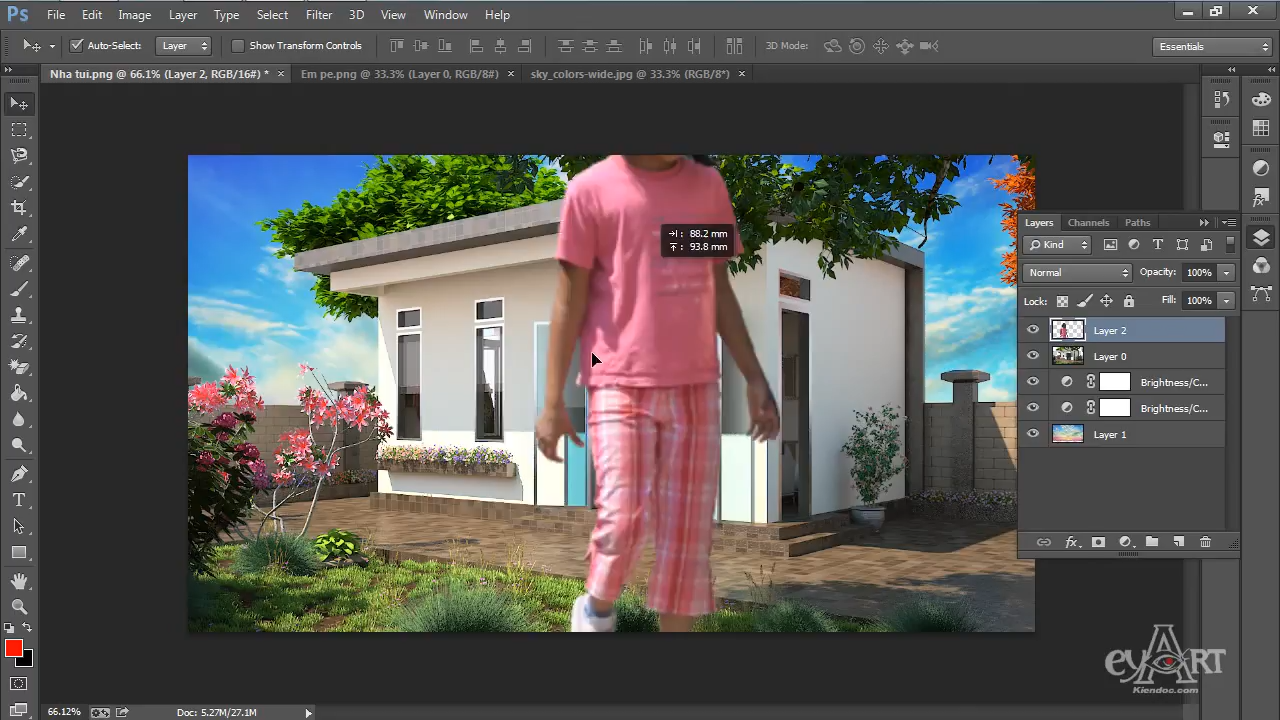 Ps File Edit Image Layer Type Select Filter 3D View Window Help
Auto-Select: Layer Show Transform Controls 3D Mode: Essentials
Nha tui.png @ 66.1% (Layer 2, RGB/16#) * × Em pe.png @ 33.3% (Layer 0, RGB/8#) × sky_colors-wide.jpg @ 33.3% (RGB/8*) ×
Layers Channels Paths
88.2 mm
93.8 mm
Kind
Normal Opacity: 100%
Lock: Fill: 100%
Layer 2
Layer 0
Brightness/C...
Brightness/C...
Layer 1
fx
eyArt
Kiendoc.com
66.12% Doc: 5.27M/27.1M